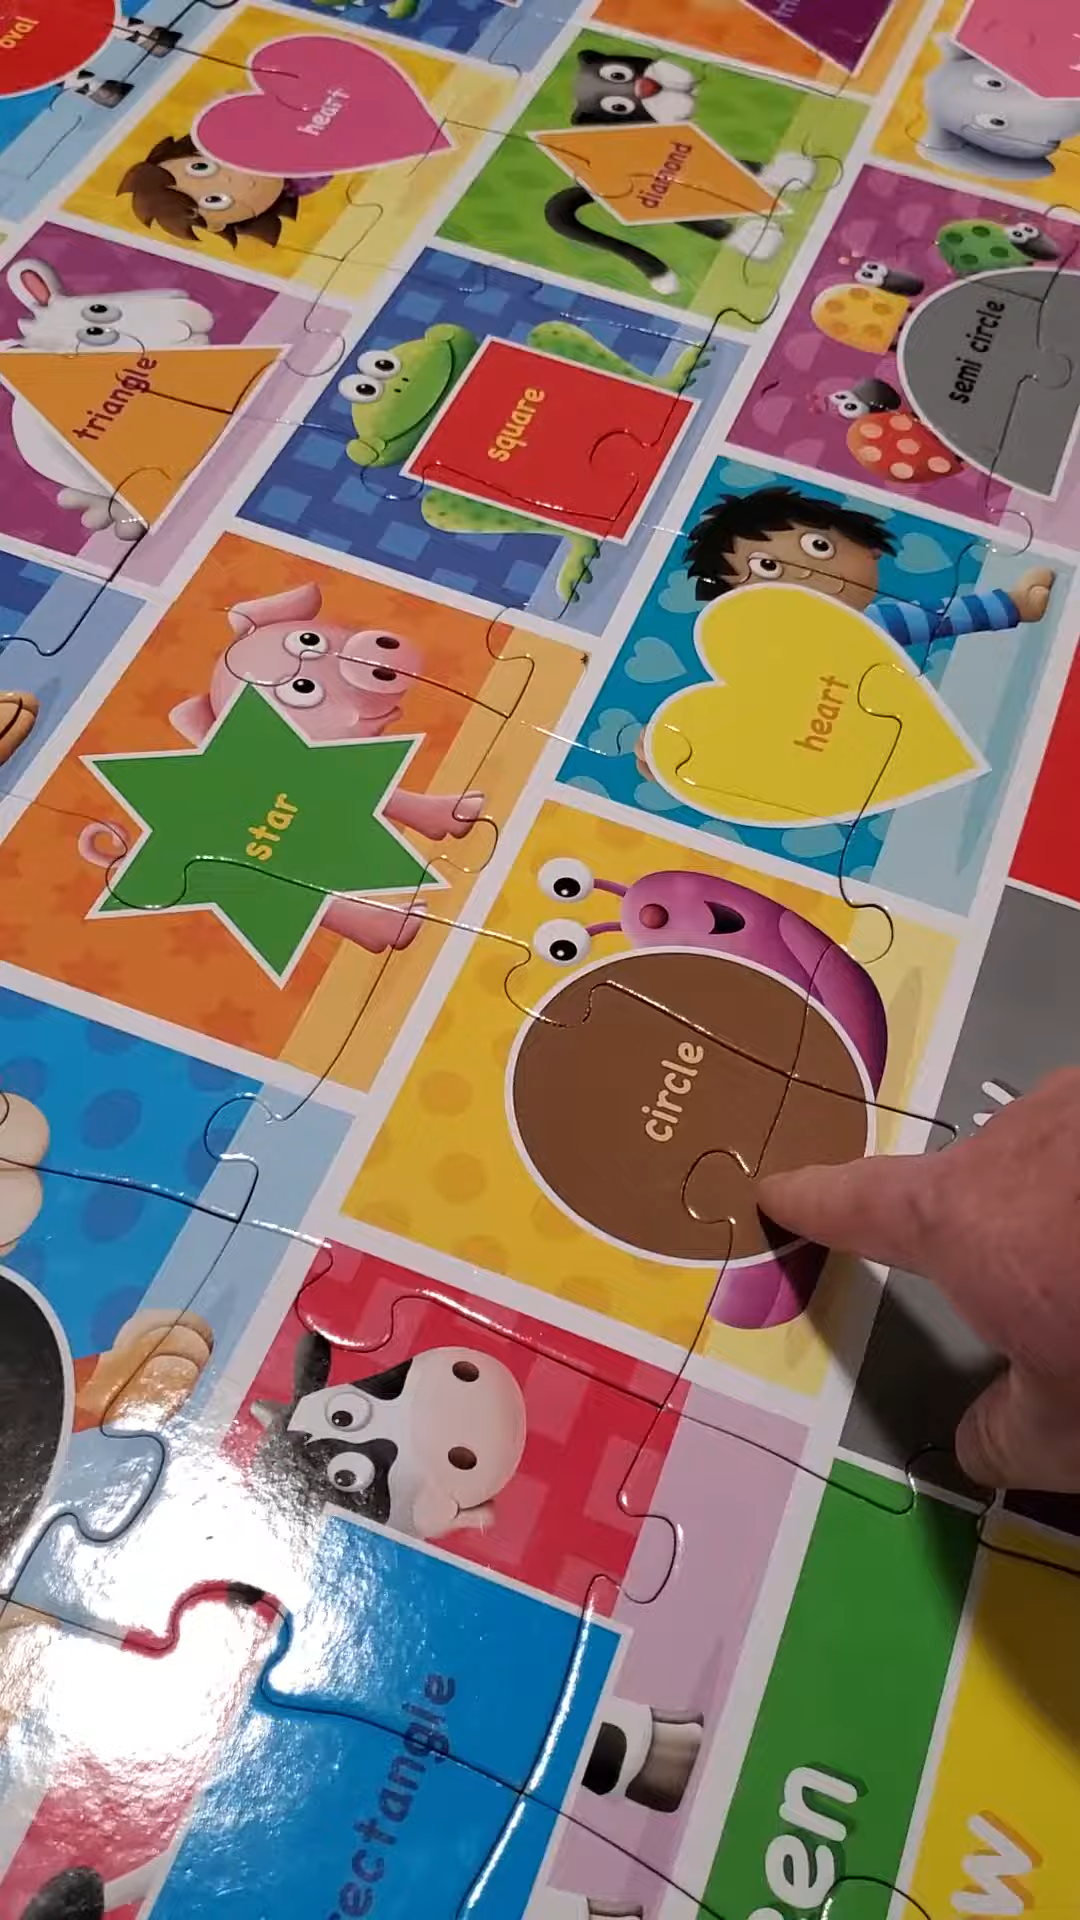 oval
heart
diamond
triangle
square
semi circle
heart
star
circle
rectangle